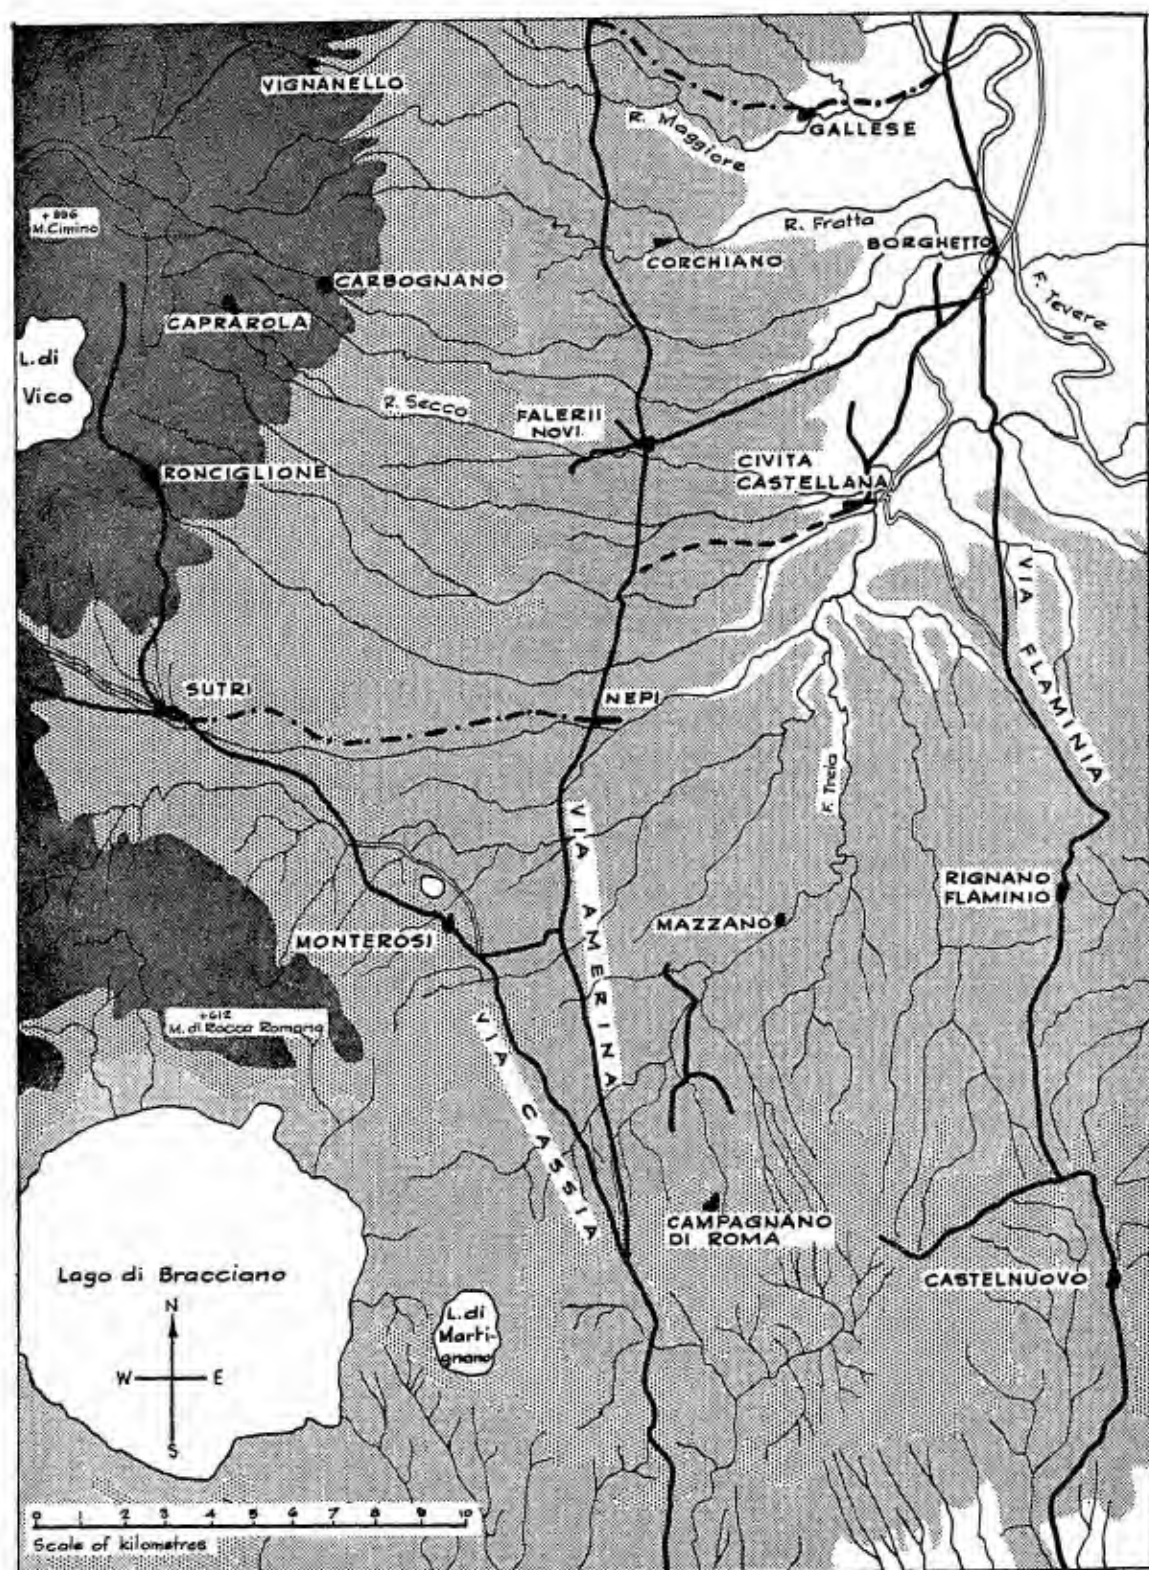 VIGNANELLO
R. Maggiore
GALLESE
M. Cimino
R. Fratta
BORGHETTO
CORCHIANO
CARBOGNANO
F. Tevere
CAPRAROLA
L. di
Vico
R. Secco
FALERII
NOVI
CIVITA
CASTELLANA
RONCIGLIONE
VIA FLAMINIA
SUTRI
NEPI
F. Treia
VIA AMERINA
RIGNANO
FLAMINIO
MAZZANO
MONTEROSI
+612
M. di Rocca Romana
VIA CASSIA
CAMPAGNANO
DI ROMA
Lago di Bracciano
CASTELNUOVO
L. di
Marti-
gnano
N
W E
S
0 1 2 3 4 5 6 7 8 9 10
Scale of kilometres